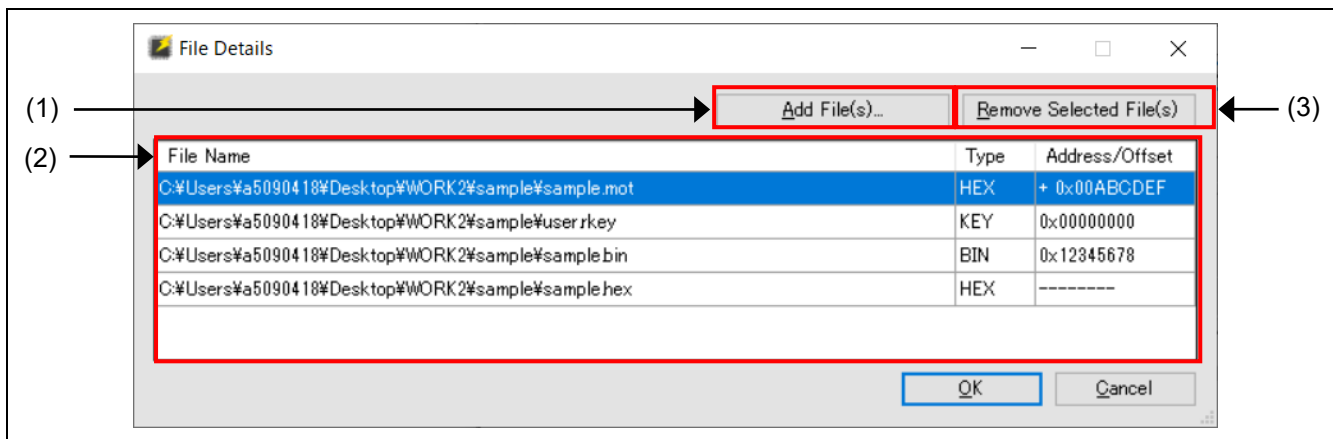 File Details
(1)
Add File(s)...
Remove Selected File(s)
(3)
(2)
File Name Type Address/Offset
C:¥Users¥a5090418¥Desktop¥WORK2¥sample¥sample.mot HEX + 0x00ABCDEF
C:¥Users¥a5090418¥Desktop¥WORK2¥sample¥user.rkey KEY 0x00000000
C:¥Users¥a5090418¥Desktop¥WORK2¥sample¥sample.bin BIN 0x12345678
C:¥Users¥a5090418¥Desktop¥WORK2¥sample¥sample.hex HEX --------
OK Cancel